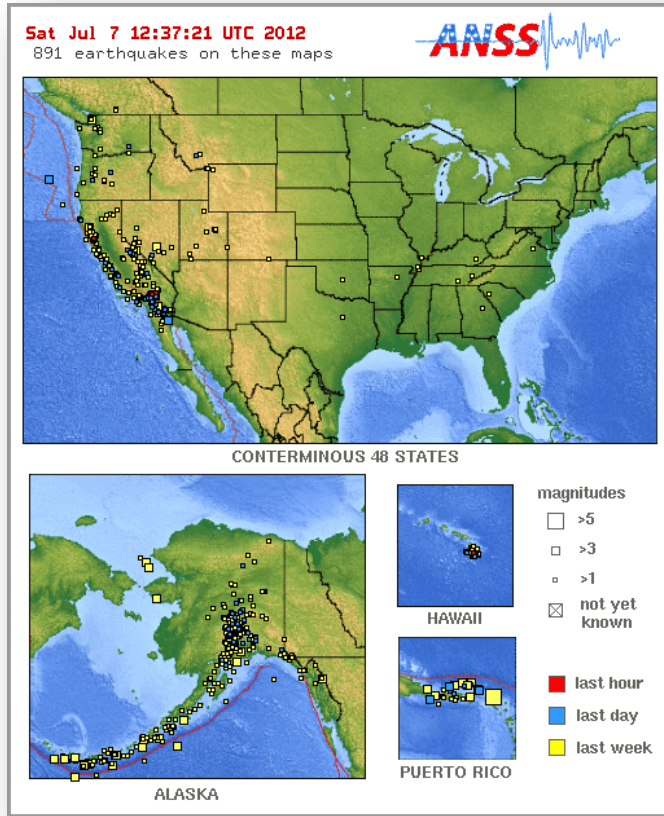 Sat Jul 7 12:37:21 UTC 2012
891 earthquakes on these maps
ANSS
CONTERMINOUS 48 STATES
magnitudes
>5
>3
>1
not yet
known
HAWAII
last hour
last day
last week
PUERTO RICO
ALASKA